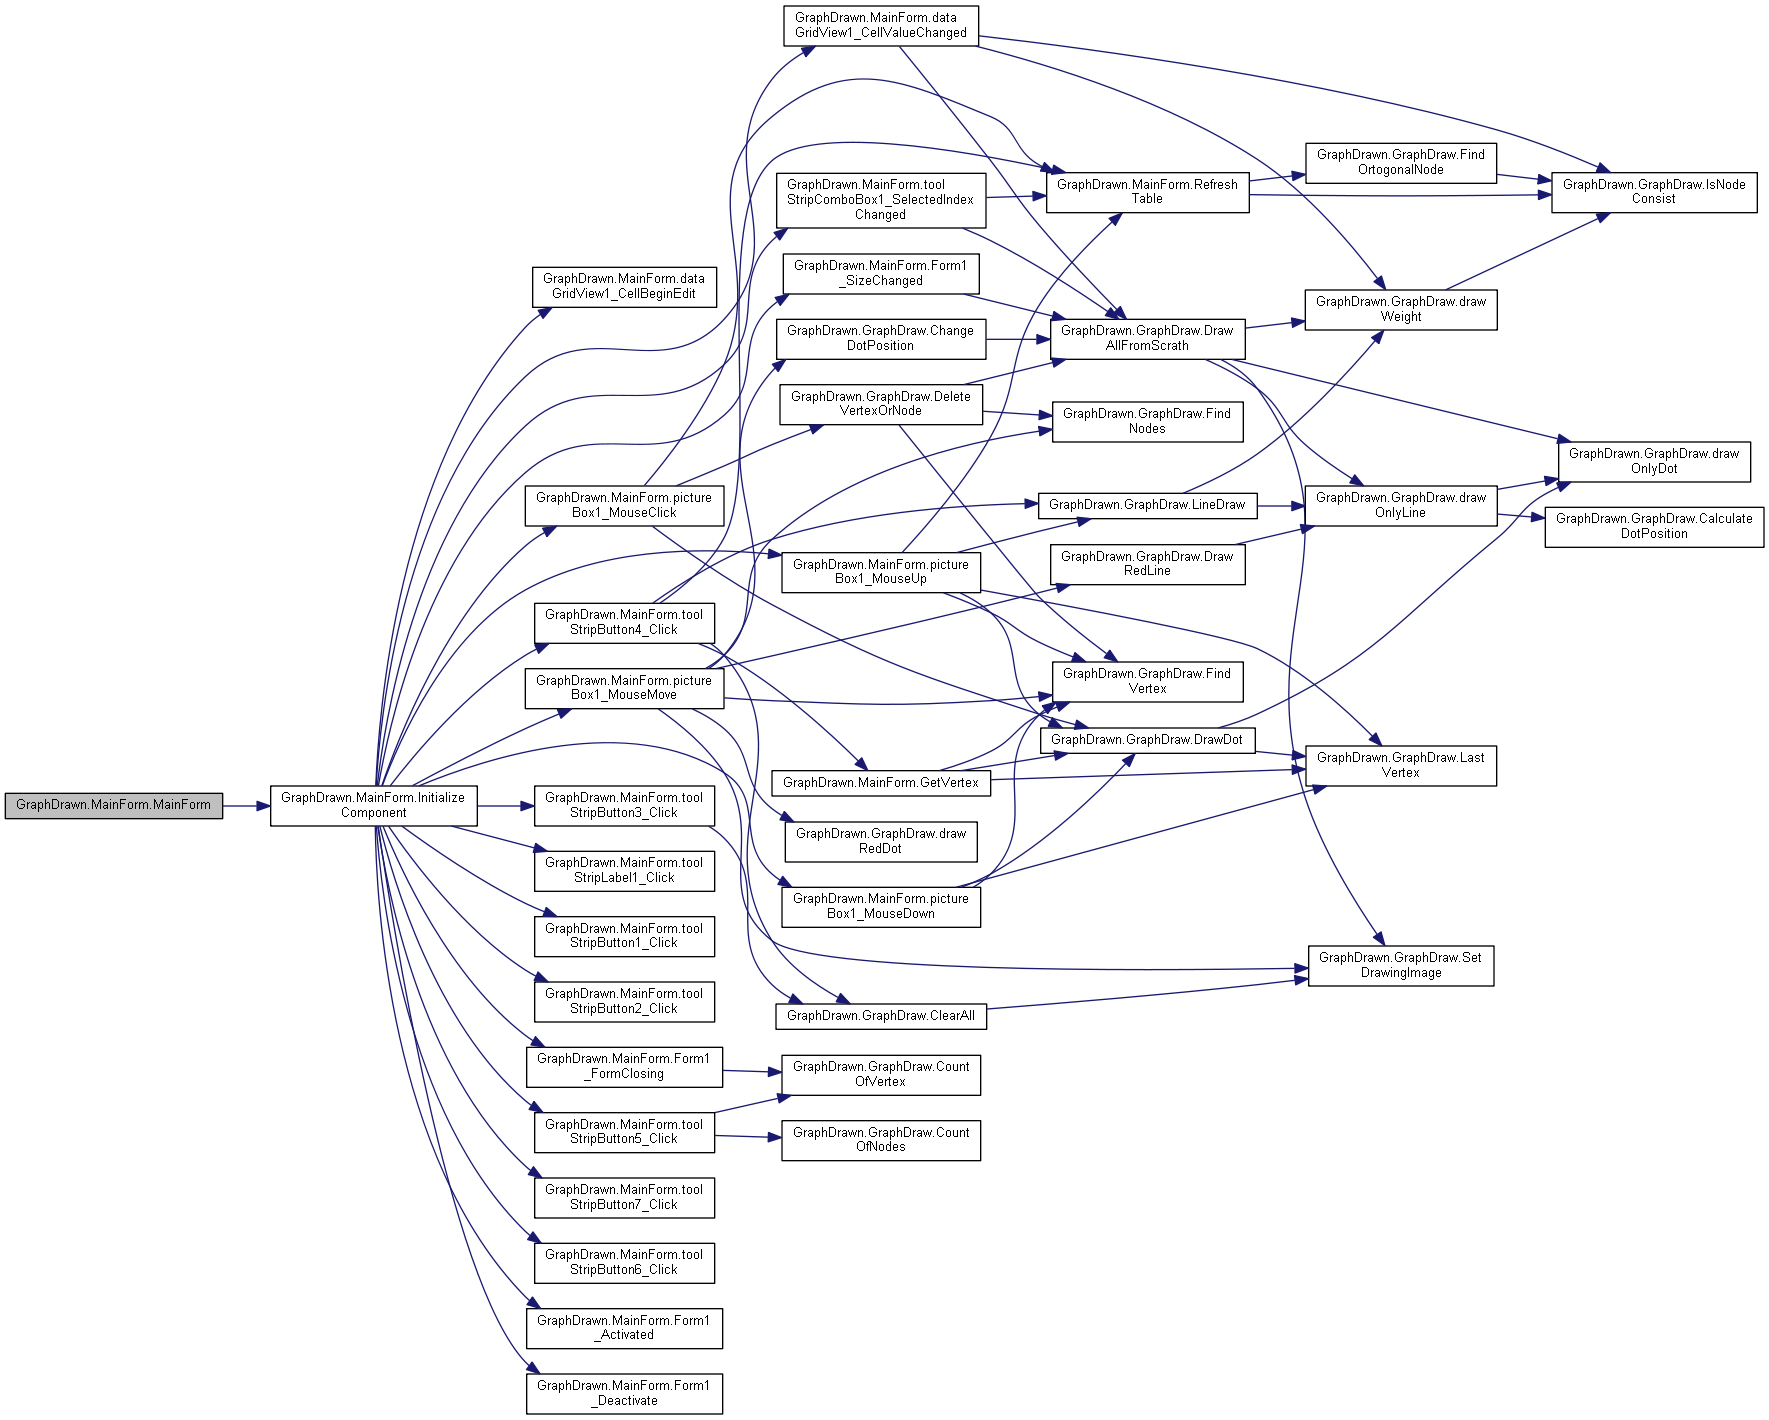 GraphDrawn.MainForm.MainForm
GraphDrawn.MainForm.Initialize
Component
GraphDrawn.MainForm.data
GridView1_CellBeginEdit
GraphDrawn.MainForm.picture
Box1_MouseClick
GraphDrawn.MainForm.tool
StripButton4_Click
GraphDrawn.MainForm.picture
Box1_MouseMove
GraphDrawn.MainForm.tool
StripButton3_Click
GraphDrawn.MainForm.tool
StripLabel1_Click
GraphDrawn.MainForm.tool
StripButton1_Click
GraphDrawn.MainForm.tool
StripButton2_Click
GraphDrawn.MainForm.Form1
_FormClosing
GraphDrawn.MainForm.tool
StripButton5_Click
GraphDrawn.MainForm.tool
StripButton7_Click
GraphDrawn.MainForm.tool
StripButton6_Click
GraphDrawn.MainForm.Form1
_Activated
GraphDrawn.MainForm.Form1
_Deactivate
GraphDrawn.MainForm.data
GridView1_CellValueChanged
GraphDrawn.MainForm.tool
StripComboBox1_SelectedIndex
Changed
GraphDrawn.MainForm.Form1
_SizeChanged
GraphDrawn.GraphDraw.Change
DotPosition
GraphDrawn.GraphDraw.Delete
VertexOrNode
GraphDrawn.MainForm.picture
Box1_MouseUp
GraphDrawn.MainForm.GetVertex
GraphDrawn.GraphDraw.draw
RedDot
GraphDrawn.MainForm.picture
Box1_MouseDown
GraphDrawn.GraphDraw.ClearAll
GraphDrawn.GraphDraw.Count
OfVertex
GraphDrawn.GraphDraw.Count
OfNodes
GraphDrawn.MainForm.Refresh
Table
GraphDrawn.GraphDraw.Draw
AllFromScrath
GraphDrawn.GraphDraw.Find
Nodes
GraphDrawn.GraphDraw.LineDraw
GraphDrawn.GraphDraw.Draw
RedLine
GraphDrawn.GraphDraw.Find
Vertex
GraphDrawn.GraphDraw.DrawDot
GraphDrawn.GraphDraw.Find
OrtogonalNode
GraphDrawn.GraphDraw.draw
Weight
GraphDrawn.GraphDraw.draw
OnlyLine
GraphDrawn.GraphDraw.Last
Vertex
GraphDrawn.GraphDraw.Set
DrawingImage
GraphDrawn.GraphDraw.IsNode
Consist
GraphDrawn.GraphDraw.draw
OnlyDot
GraphDrawn.GraphDraw.Calculate
DotPosition